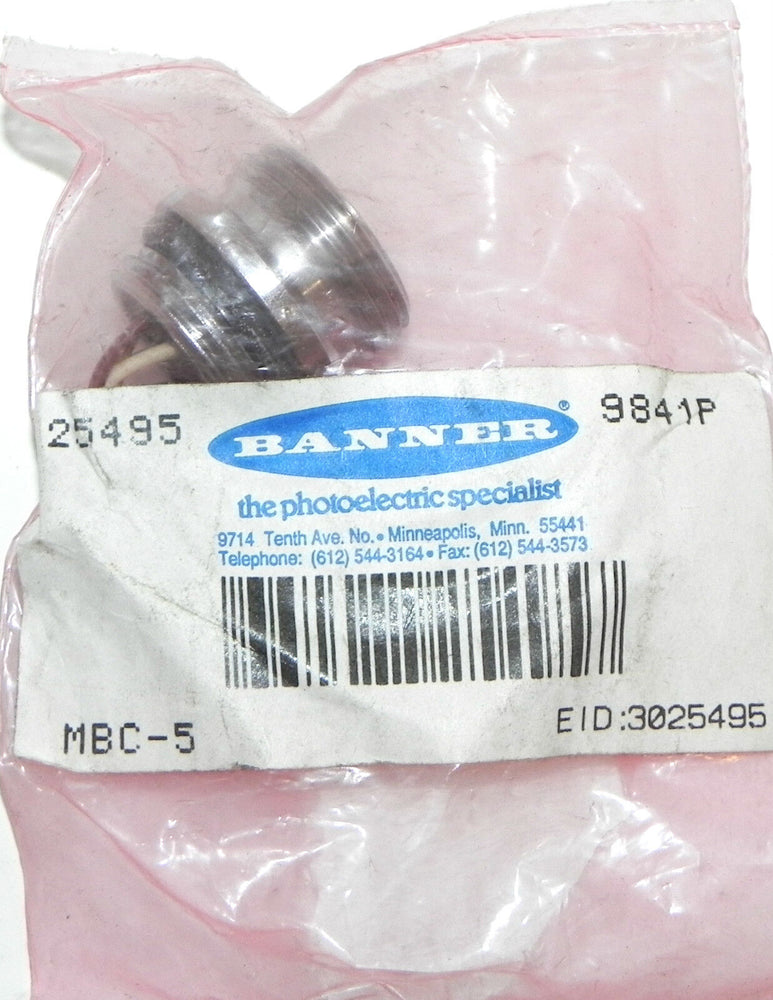 25495
BANNER®
9841P
the photoelectric specialist
9714 Tenth Ave. No. • Minneapolis, Minn. 55441
Telephone: (612) 544-3164 • Fax: (612) 544-3573
MBC-5
EID:3025495